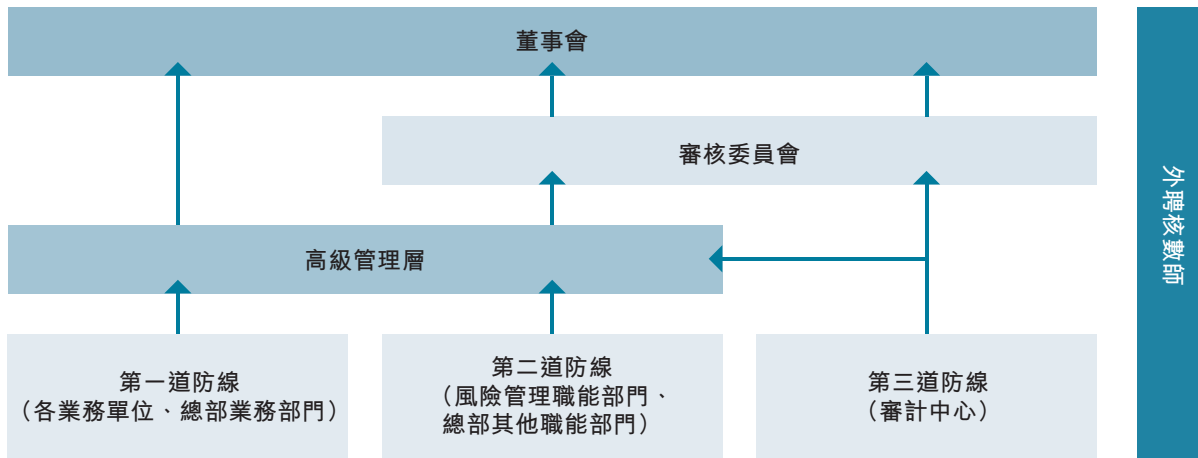 董事會
審核委員會
高級管理層
第一道防線
（各業務單位、總部業務部門）
第二道防線
（風險管理職能部門、
總部其他職能部門）
第三道防線
（審計中心）
外聘核數師